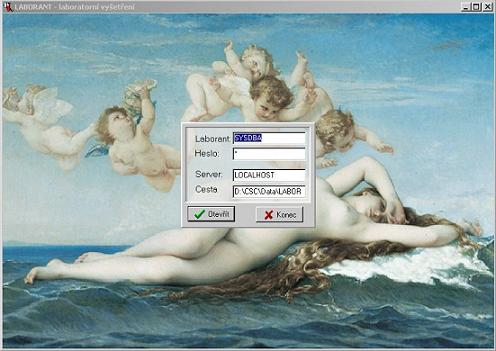 LABORANT - laboratorní vyšetření
Laborant: SYSDBA
Heslo: *
Server: LOCALHOST
Cesta D:\CSC\Data\LABOR
Otevřít Konec